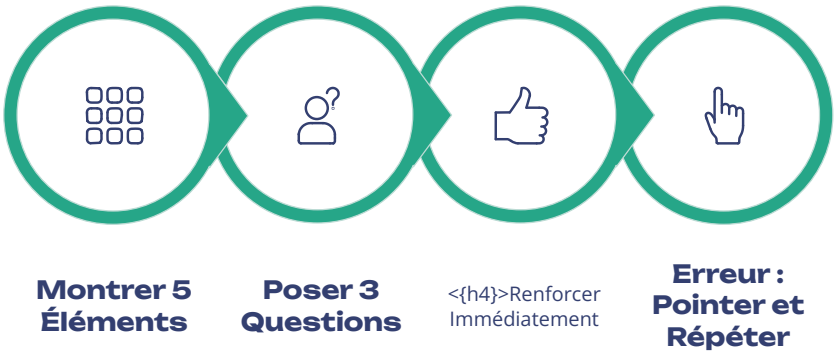 Montrer 5
Éléments
Poser 3
Questions
<{h4}>Renforcer
Immédiatement
Erreur :
Pointer et
Répéter